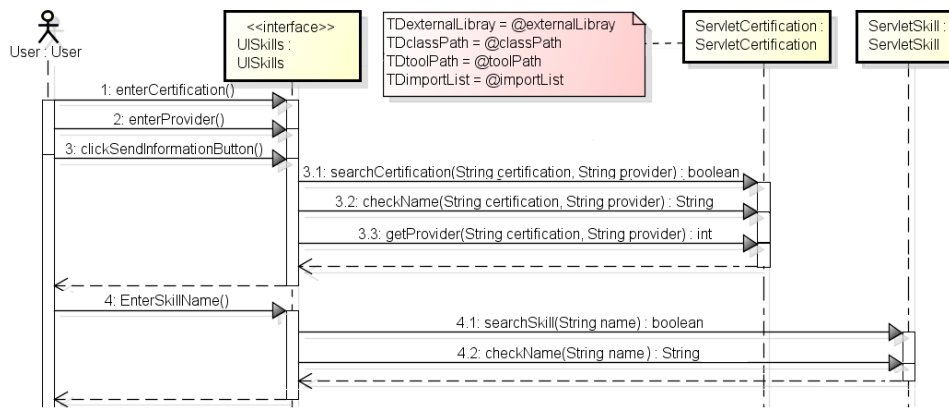 <<interface>>
UISkills :
UISkills
TDexternalLibray = @externalLibray
TDclassPath = @classPath
TDtoolPath = @toolPath
TDimportList = @importList
ServletCertification :
ServletCertification
ServletSkill :
ServletSkill
User : User
1: enterCertification()
2: enterProvider()
3: clickSendInformationButton()
3.1: searchCertification(String certification, String provider) : boolean
3.2: checkName(String certification, String provider) : String
3.3: getProvider(String certification, String provider) : int
4: EnterSkillName()
4.1: searchSkill(String name) : boolean
4.2: checkName(String name) : String